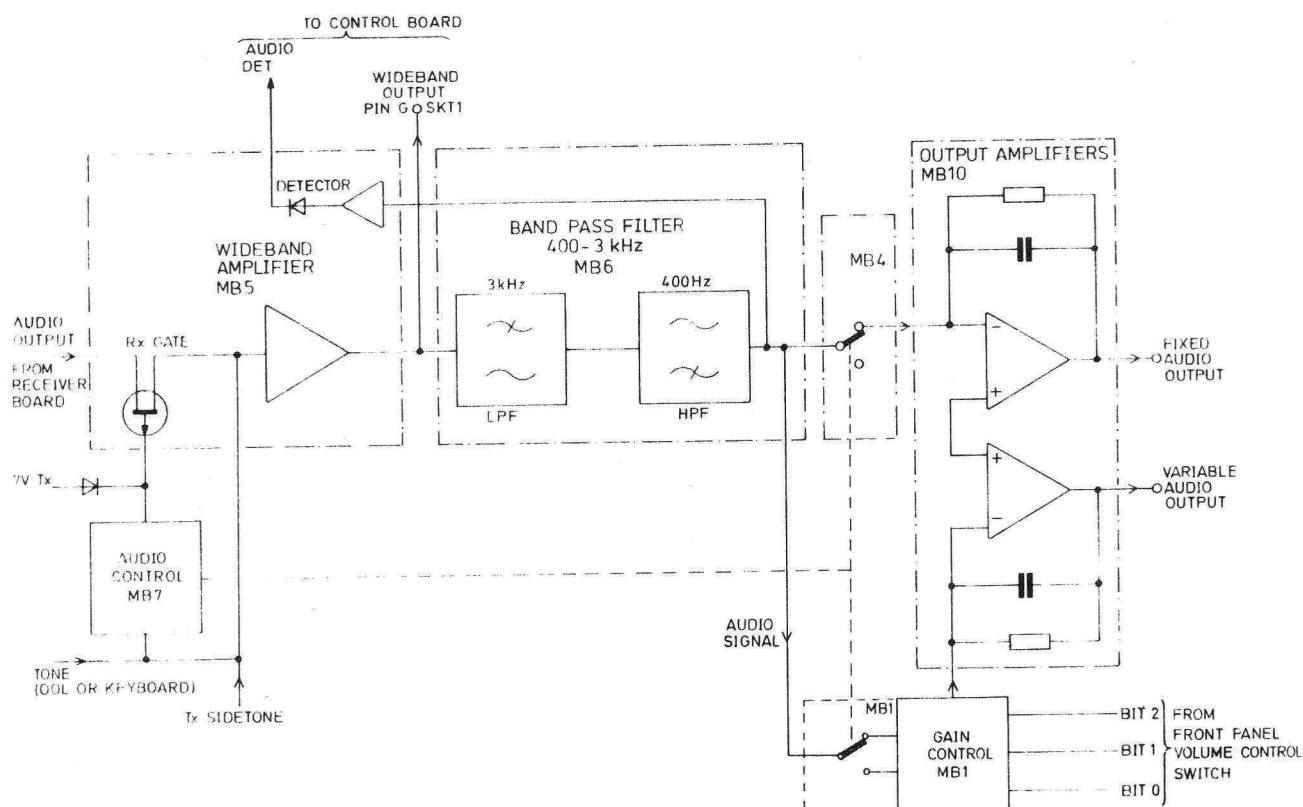 TO CONTROL BOARD
AUDIO
DET
WIDEBAND
OUTPUT
PIN G SKT1
DETECTOR
WIDEBAND
AMPLIFIER
MB5
BAND PASS FILTER
400-3 kHz
MB6
3kHz
LPF
400Hz
HPF
MB4
OUTPUT AMPLIFIERS
MB10
AUDIO
OUTPUT
FROM
RECEIVER
BOARD
Rx GATE
7V Tx
AUDIO
CONTROL
MB7
TONE
(OOL OR KEYBOARD)
Tx SIDETONE
−
+
FIXED
AUDIO
OUTPUT
+
−
VARIABLE
AUDIO
OUTPUT
AUDIO
SIGNAL
MB1
GAIN
CONTROL
MB1
BIT 2
BIT 1
BIT 0
FROM
FRONT PANEL
VOLUME CONTROL
SWITCH